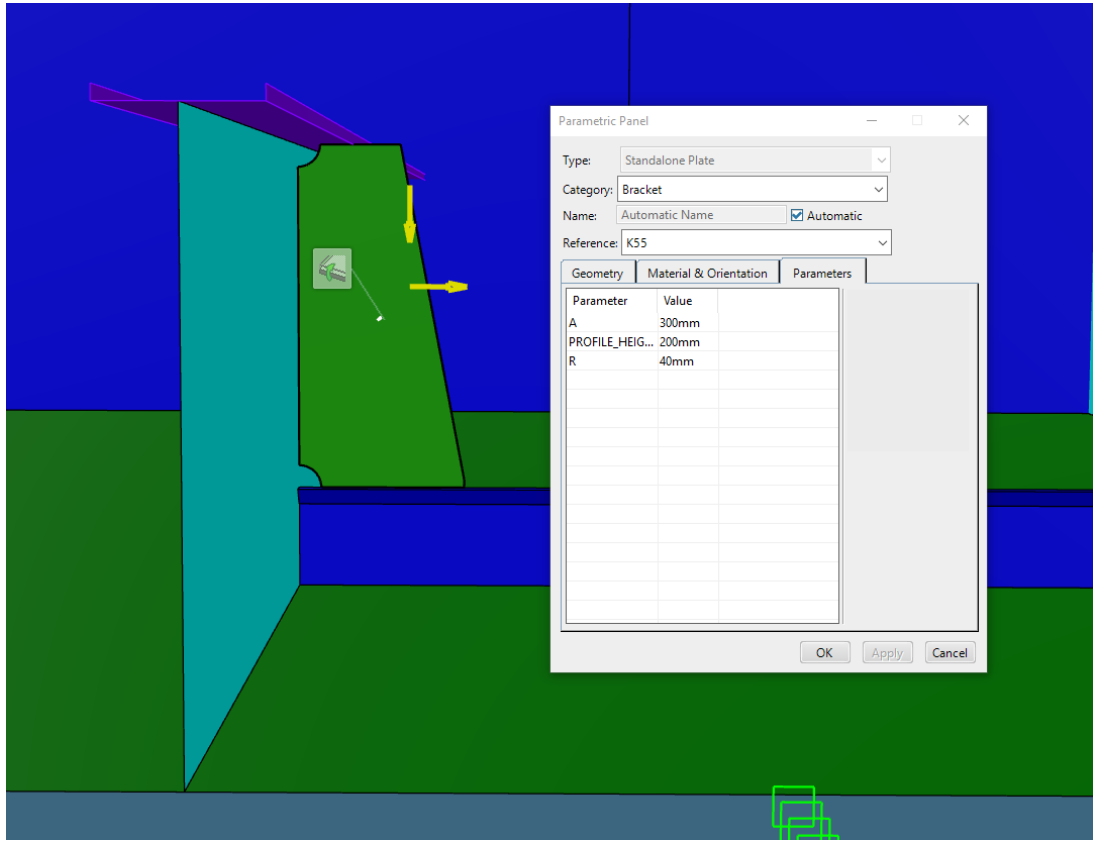 Parametric Panel
Type: Standalone Plate
Category: Bracket
Name: Automatic Name Automatic
Reference: K55
Geometry Material & Orientation Parameters
Parameter Value
A 300mm
PROFILE_HEIG... 200mm
R 40mm
OK Apply Cancel